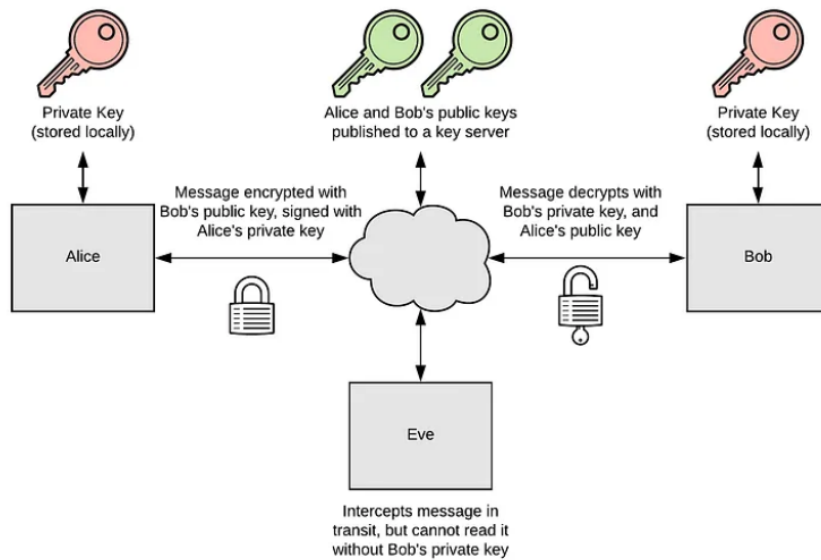 Private Key
(stored locally)
Alice and Bob's public keys
published to a key server
Private Key
(stored locally)
Message encrypted with
Bob's public key, signed with
Alice's private key
Message decrypts with
Bob's private key, and
Alice's public key
Alice
Bob
Eve
Intercepts message in
transit, but cannot read it
without Bob's private key